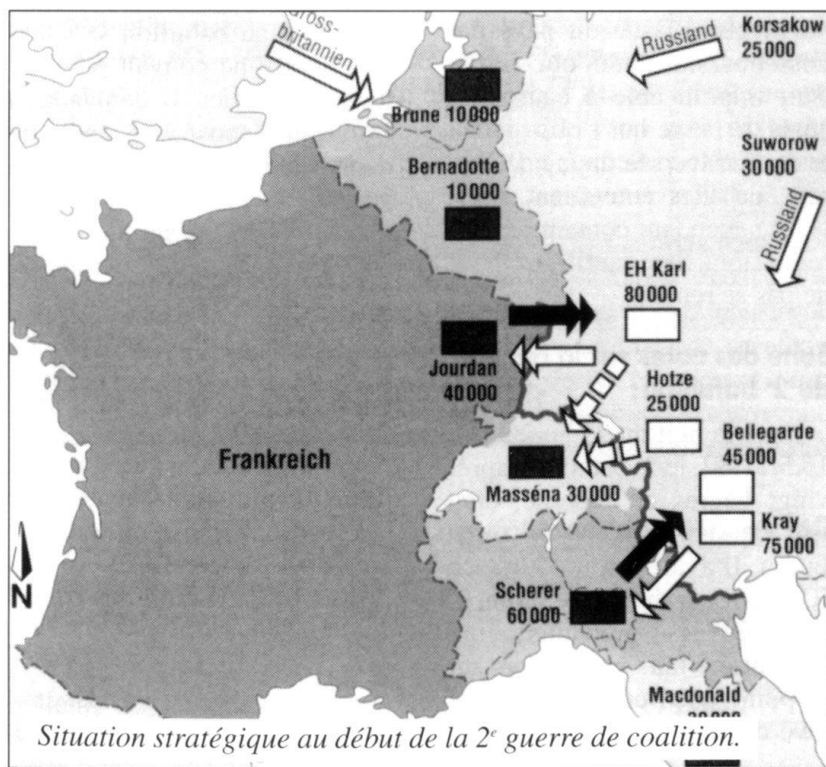 Gross-
britannien
Russland
Korsakow
25 000
Brune 10 000
Suworow
30 000
Russland
Bernadotte
10 000
EH Karl
80 000
Jourdan
40 000
Hotze
25 000
Bellegarde
45 000
Frankreich
Masséna 30 000
Kray
75 000
N
Scherer
60 000
Macdonald
Situation stratégique au début de la 2e guerre de coalition.